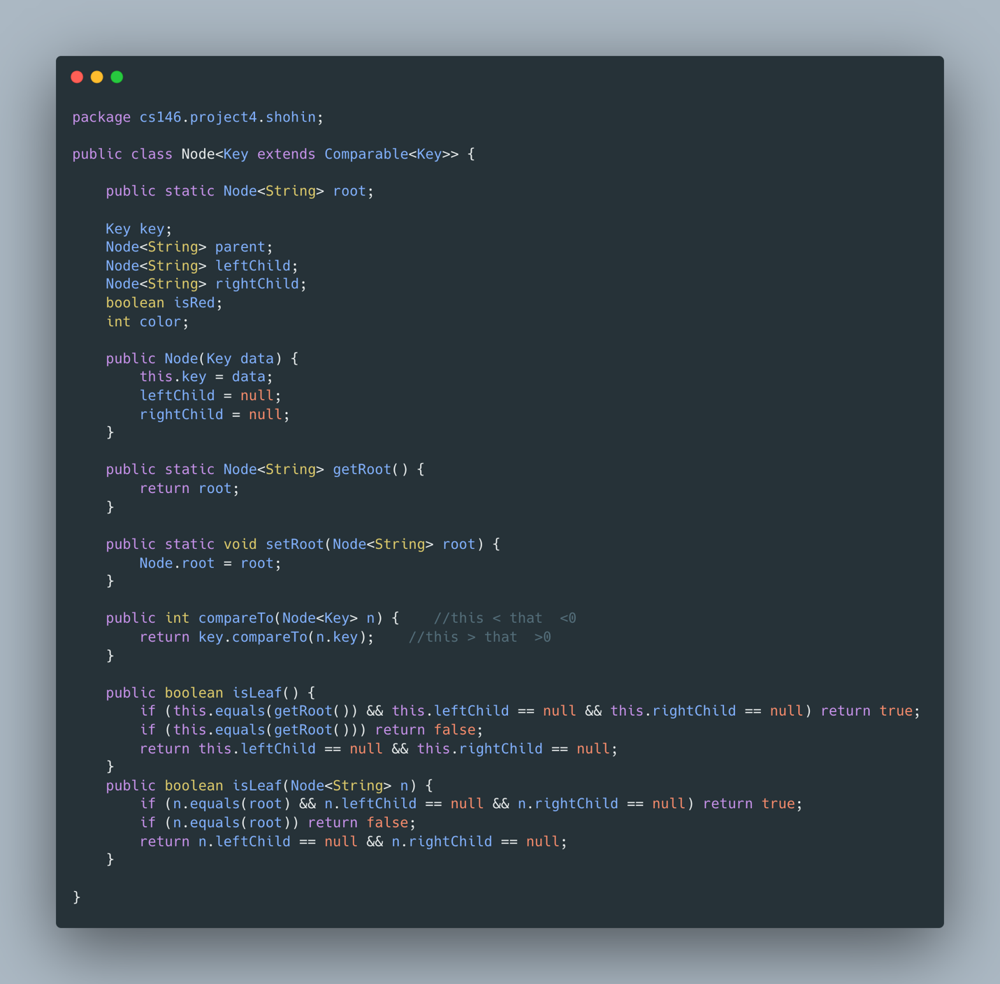 package cs146.project4.shohin;

public class Node<Key extends Comparable<Key>> {

    public static Node<String> root;

    Key key;
    Node<String> parent;
    Node<String> leftChild;
    Node<String> rightChild;
    boolean isRed;
    int color;

    public Node(Key data) {
        this.key = data;
        leftChild = null;
        rightChild = null;
    }

    public static Node<String> getRoot() {
        return root;
    }

    public static void setRoot(Node<String> root) {
        Node.root = root;
    }

    public int compareTo(Node<Key> n) {    //this < that  <0
        return key.compareTo(n.key);    //this > that  >0
    }

    public boolean isLeaf() {
        if (this.equals(getRoot()) && this.leftChild == null && this.rightChild == null) return true;
        if (this.equals(getRoot())) return false;
        return this.leftChild == null && this.rightChild == null;
    }
    public boolean isLeaf(Node<String> n) {
        if (n.equals(root) && n.leftChild == null && n.rightChild == null) return true;
        if (n.equals(root)) return false;
        return n.leftChild == null && n.rightChild == null;
    }

}